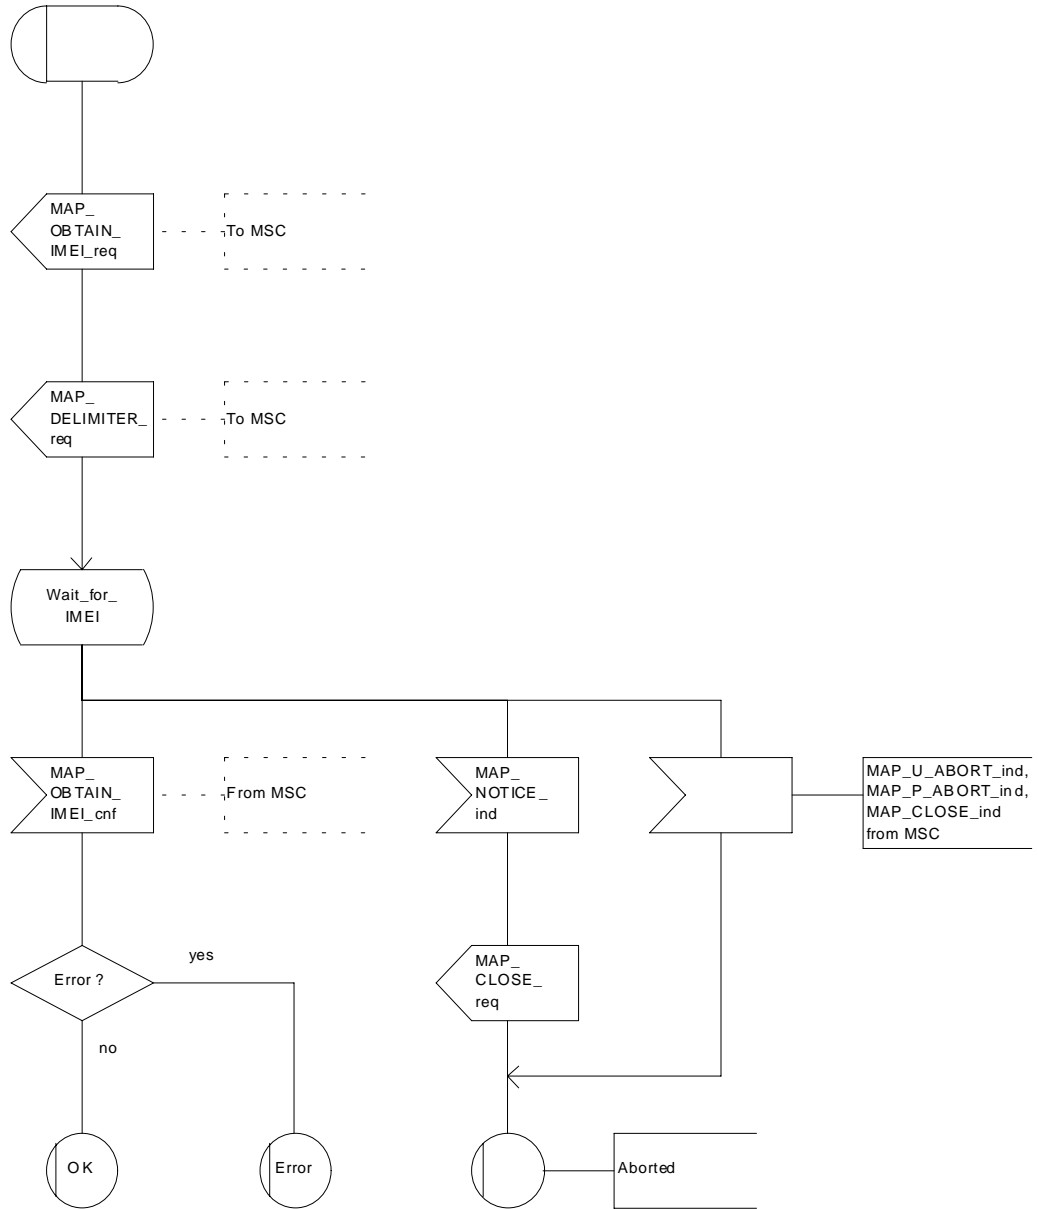 MAP_
OBTAIN_
IMEI_req
To MSC
MAP_
DELIMITER_
req
To MSC
Wait_for_
IMEI
MAP_
OBTAIN_
IMEI_cnf
From MSC
MAP_
NOTICE_
ind
MAP_U_ABORT_ind,
MAP_P_ABORT_ind,
MAP_CLOSE_ind
from MSC
Error ?
yes
no
MAP_
CLOSE_
req
OK
Error
Aborted